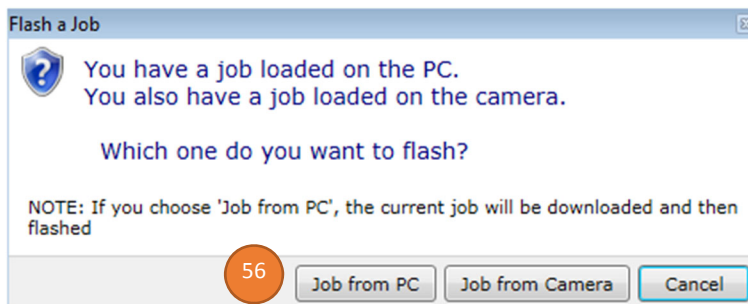 Flash a Job
You have a job loaded on the PC.
You also have a job loaded on the camera.
Which one do you want to flash?
NOTE: If you choose 'Job from PC', the current job will be downloaded and then
flashed
56
Job from PC
Job from Camera
Cancel